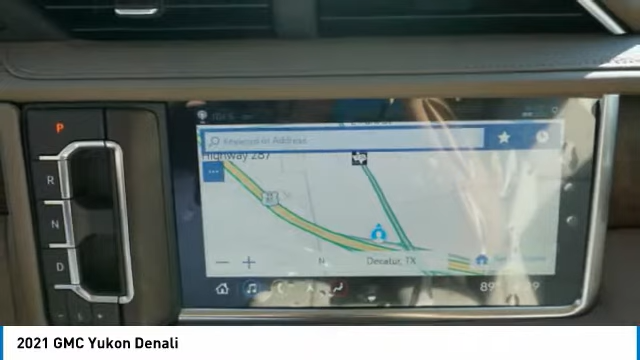 P
R
N
D
Keyword or Address
Highway 287
N
Decatur, TX
2021 GMC Yukon Denali